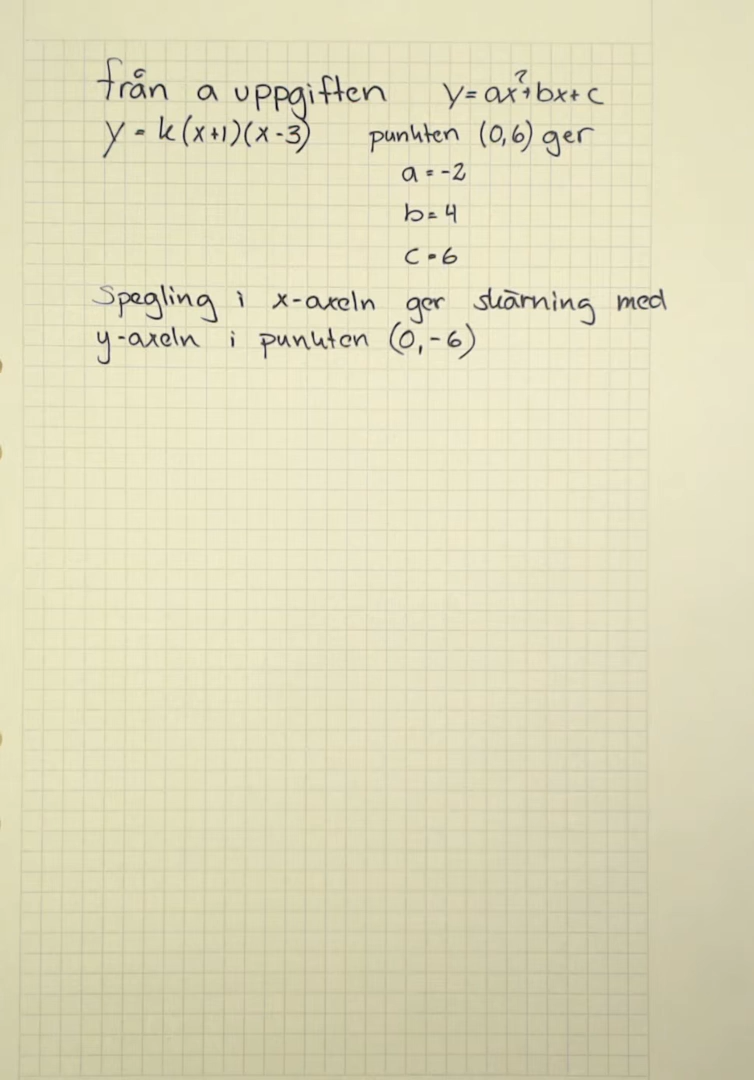 från a uppgiften y = ax²+bx+c
y = k(x+1)(x-3) punkten (0,6) ger
a = -2
b = 4
c = 6
Spegling i x-axeln ger skärning med
y-axeln i punkten (0,-6)